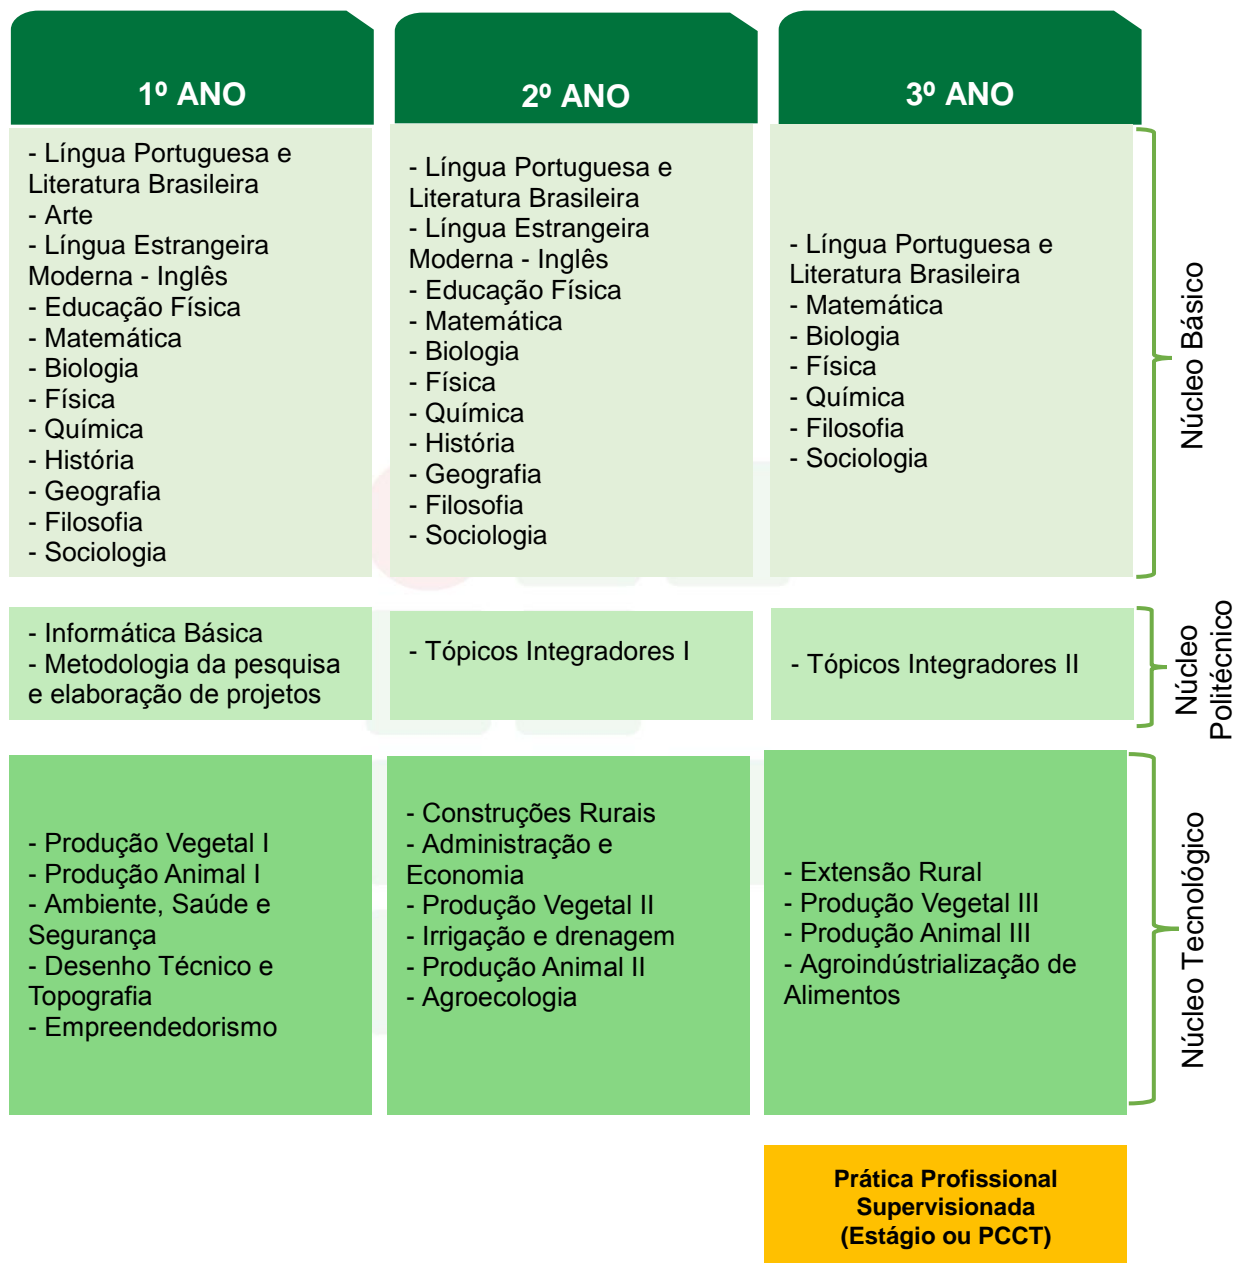 1º ANO
2º ANO
3º ANO
- Língua Portuguesa e
Literatura Brasileira
- Arte
- Língua Estrangeira
Moderna - Inglês
- Educação Física
- Matemática
- Biologia
- Física
- Química
- História
- Geografia
- Filosofia
- Sociologia
- Língua Portuguesa e
Literatura Brasileira
- Língua Estrangeira
Moderna - Inglês
- Educação Física
- Matemática
- Biologia
- Física
- Química
- História
- Geografia
- Filosofia
- Sociologia
- Língua Portuguesa e
Literatura Brasileira
- Matemática
- Biologia
- Física
- Química
- Filosofia
- Sociologia
Núcleo Básico
- Informática Básica
- Metodologia da pesquisa
e elaboração de projetos
- Tópicos Integradores I
- Tópicos Integradores II
Núcleo
Politécnico
- Produção Vegetal I
- Produção Animal I
- Ambiente, Saúde e
Segurança
- Desenho Técnico e
Topografia
- Empreendedorismo
- Construções Rurais
- Administração e
Economia
- Produção Vegetal II
- Irrigação e drenagem
- Produção Animal II
- Agroecologia
- Extensão Rural
- Produção Vegetal III
- Produção Animal III
- Agroindústrialização de
Alimentos
Núcleo Tecnológico
Prática Profissional
Supervisionada
(Estágio ou PCCT)